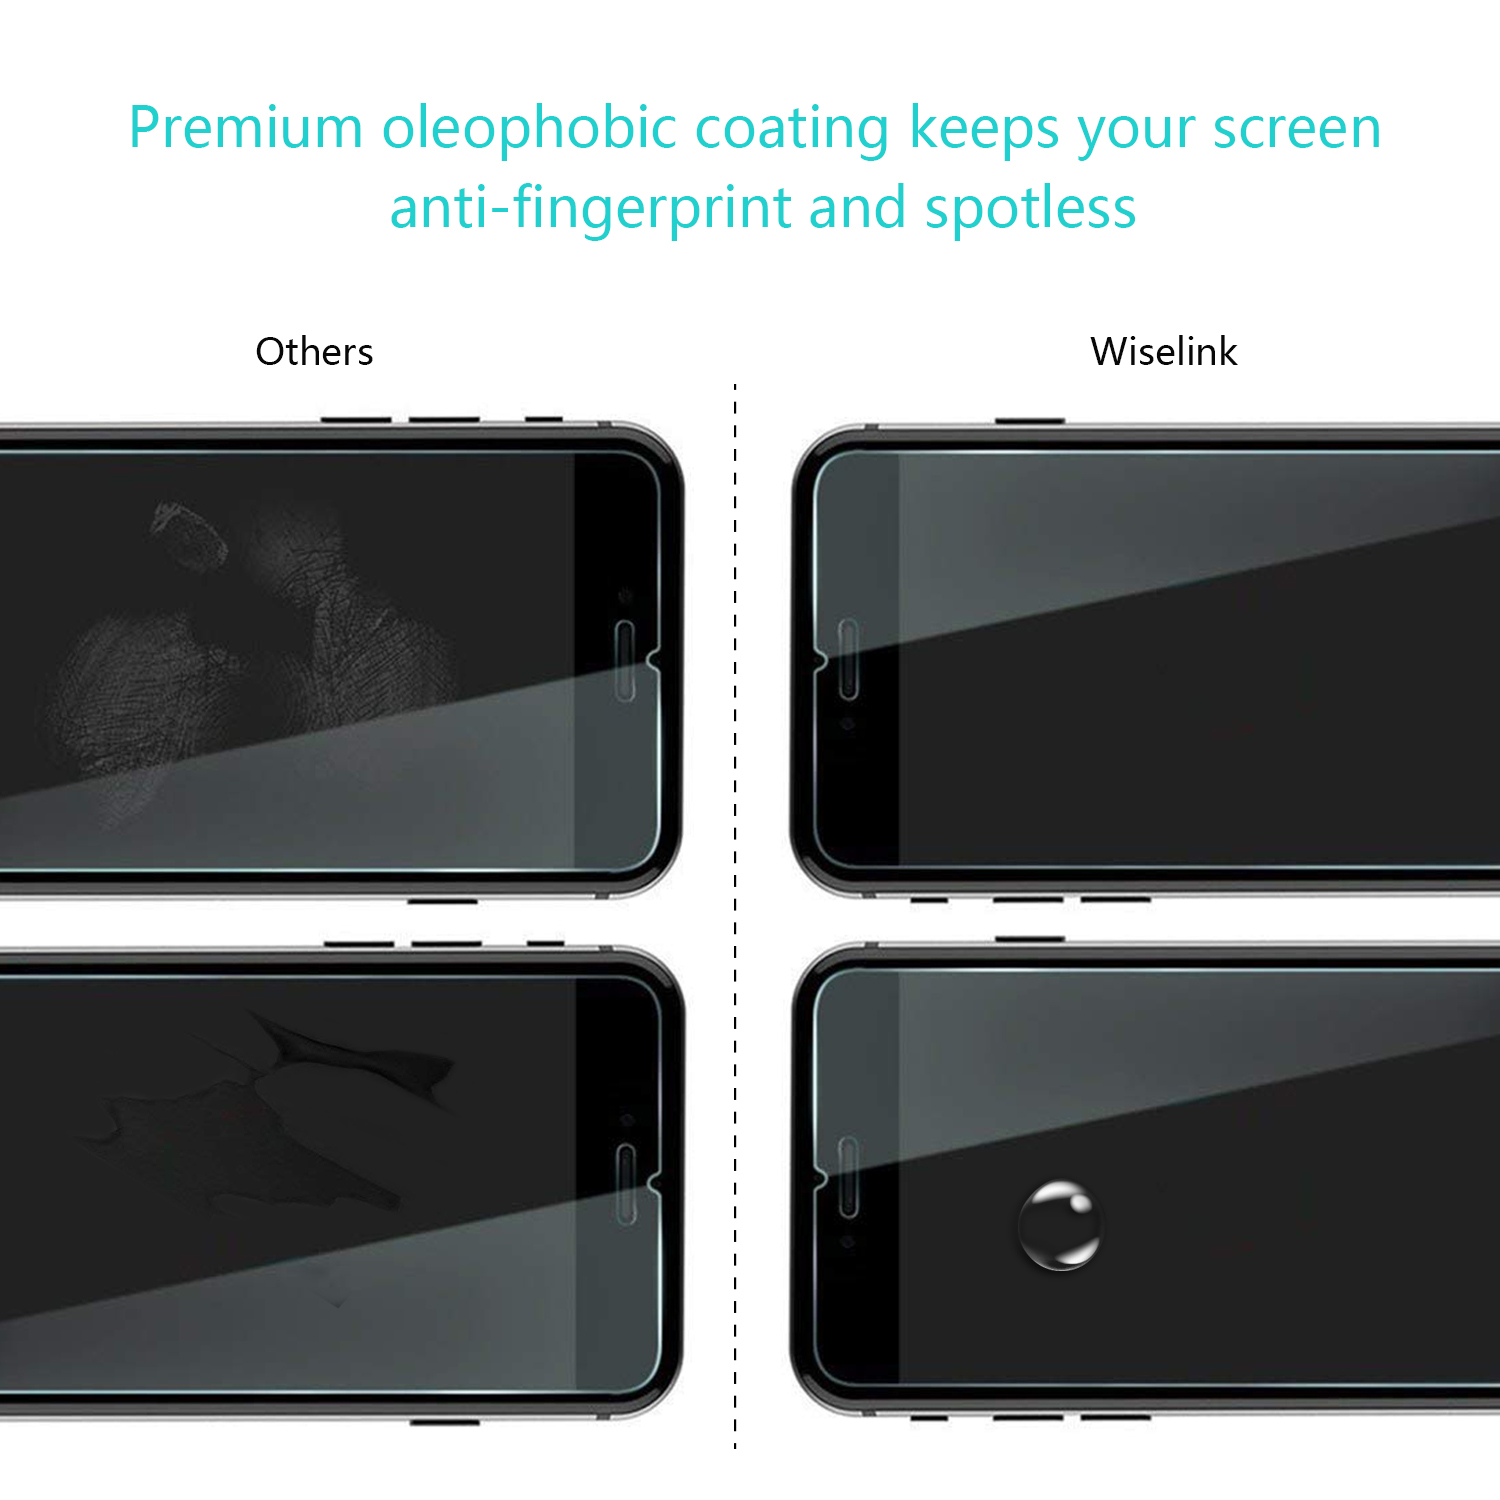 Premium oleophobic coating keeps your screen
anti-fingerprint and spotless
Others
Wiselink